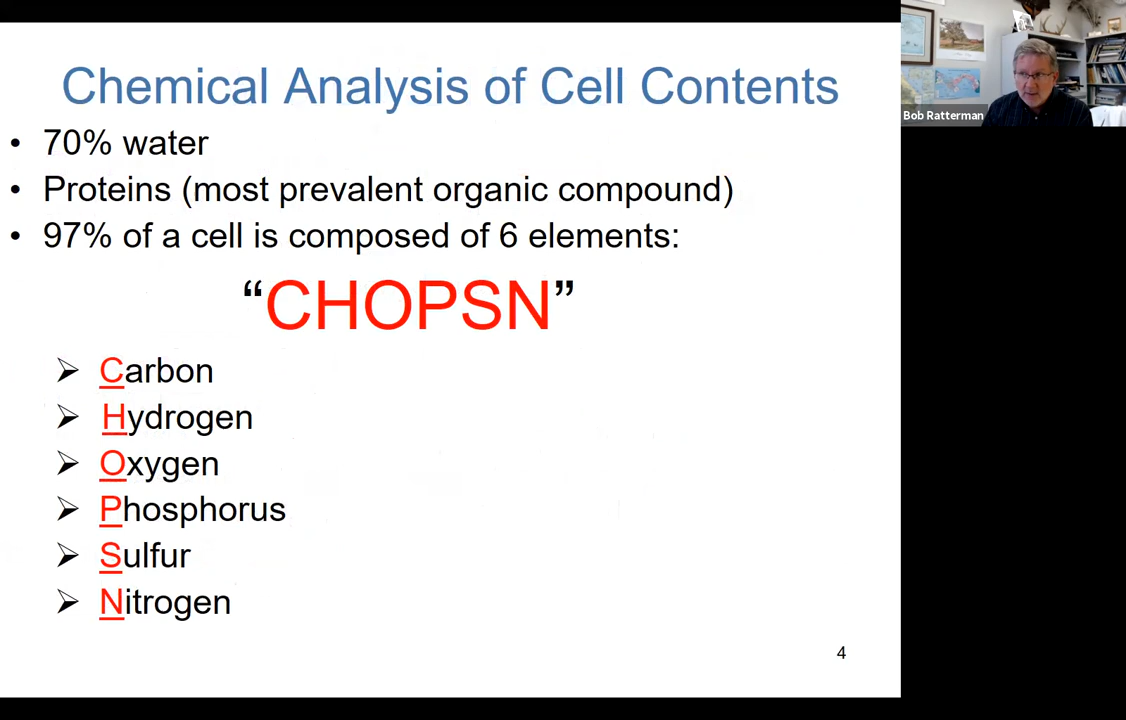 Chemical Analysis of Cell Contents
• 70% water
• Proteins (most prevalent organic compound)
• 97% of a cell is composed of 6 elements:
“CHOPSN”
➢ Carbon
➢ Hydrogen
➢ Oxygen
➢ Phosphorus
➢ Sulfur
➢ Nitrogen
4
Bob Ratterman